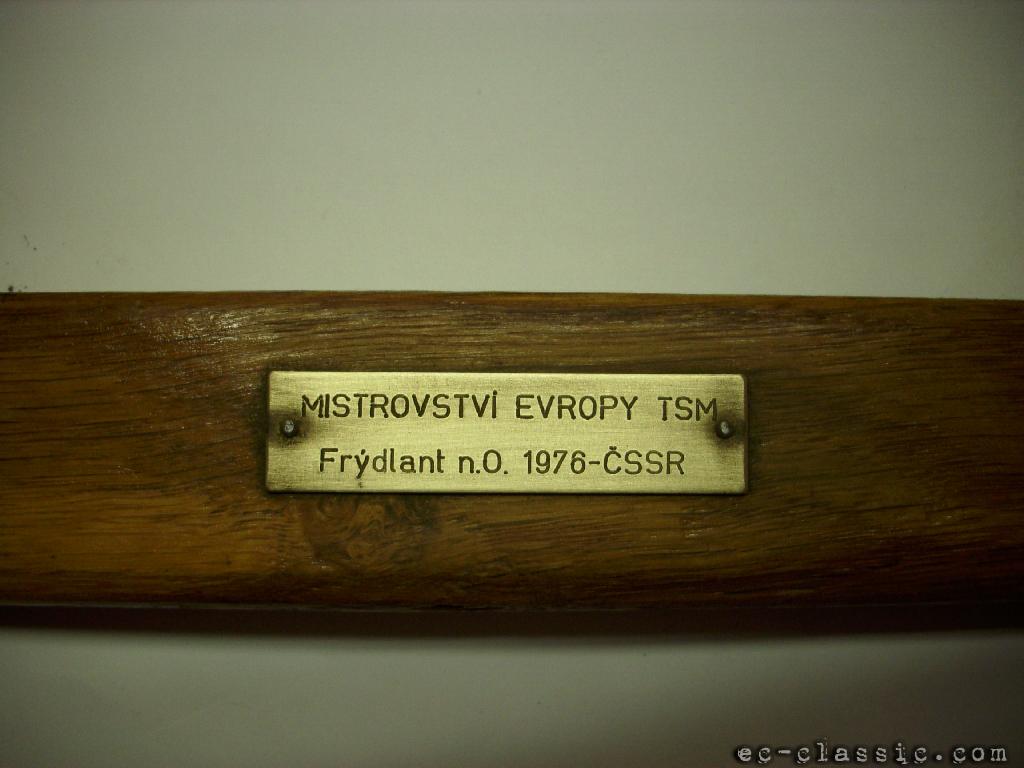 MISTROVSTVÍ EVROPY TSM
Frýdlant n.O. 1976-ČSSR
ec-classic.com